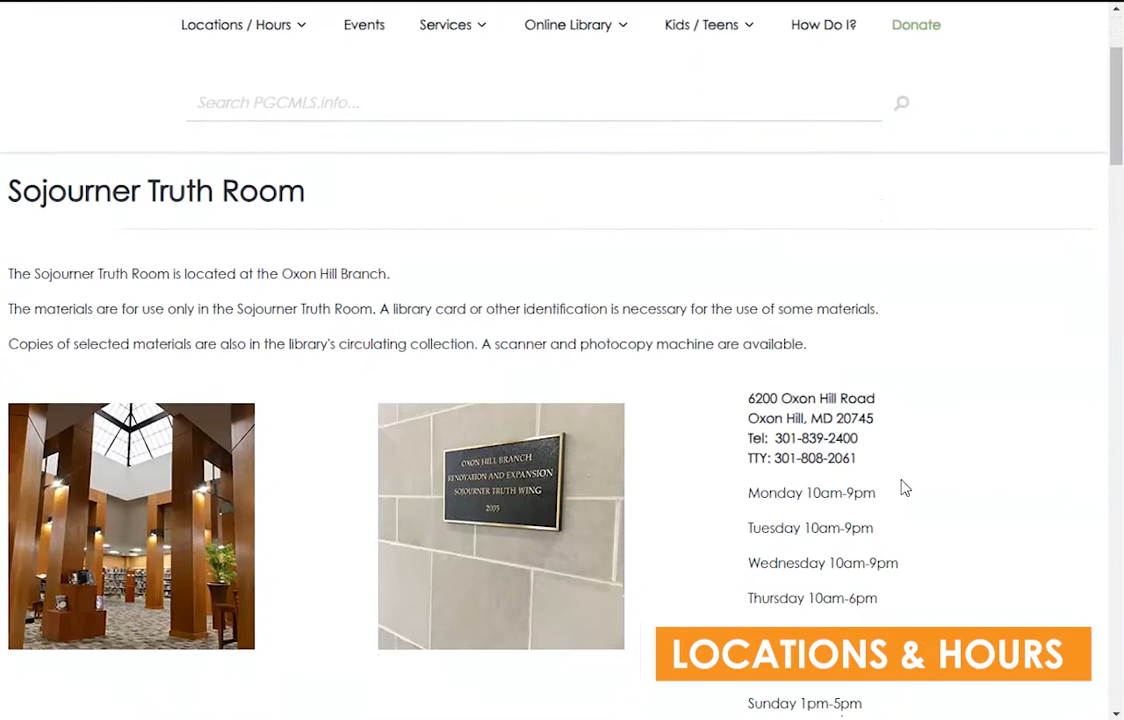 Locations / Hours Events Services Online Library Kids / Teens How Do I? Donate
Search PGCMLS.info...
Sojourner Truth Room
The Sojourner Truth Room is located at the Oxon Hill Branch.
The materials are for use only in the Sojourner Truth Room. A library card or other identification is necessary for the use of some materials.
Copies of selected materials are also in the library's circulating collection. A scanner and photocopy machine are available.
OXON HILL BRANCH
RENOVATION AND EXPANSION
SOJOURNER TRUTH WING
2005
6200 Oxon Hill Road
Oxon Hill, MD 20745
Tel: 301-839-2400
TTY: 301-808-2061
Monday 10am-9pm
Tuesday 10am-9pm
Wednesday 10am-9pm
Thursday 10am-6pm
LOCATIONS & HOURS
Sunday 1pm-5pm